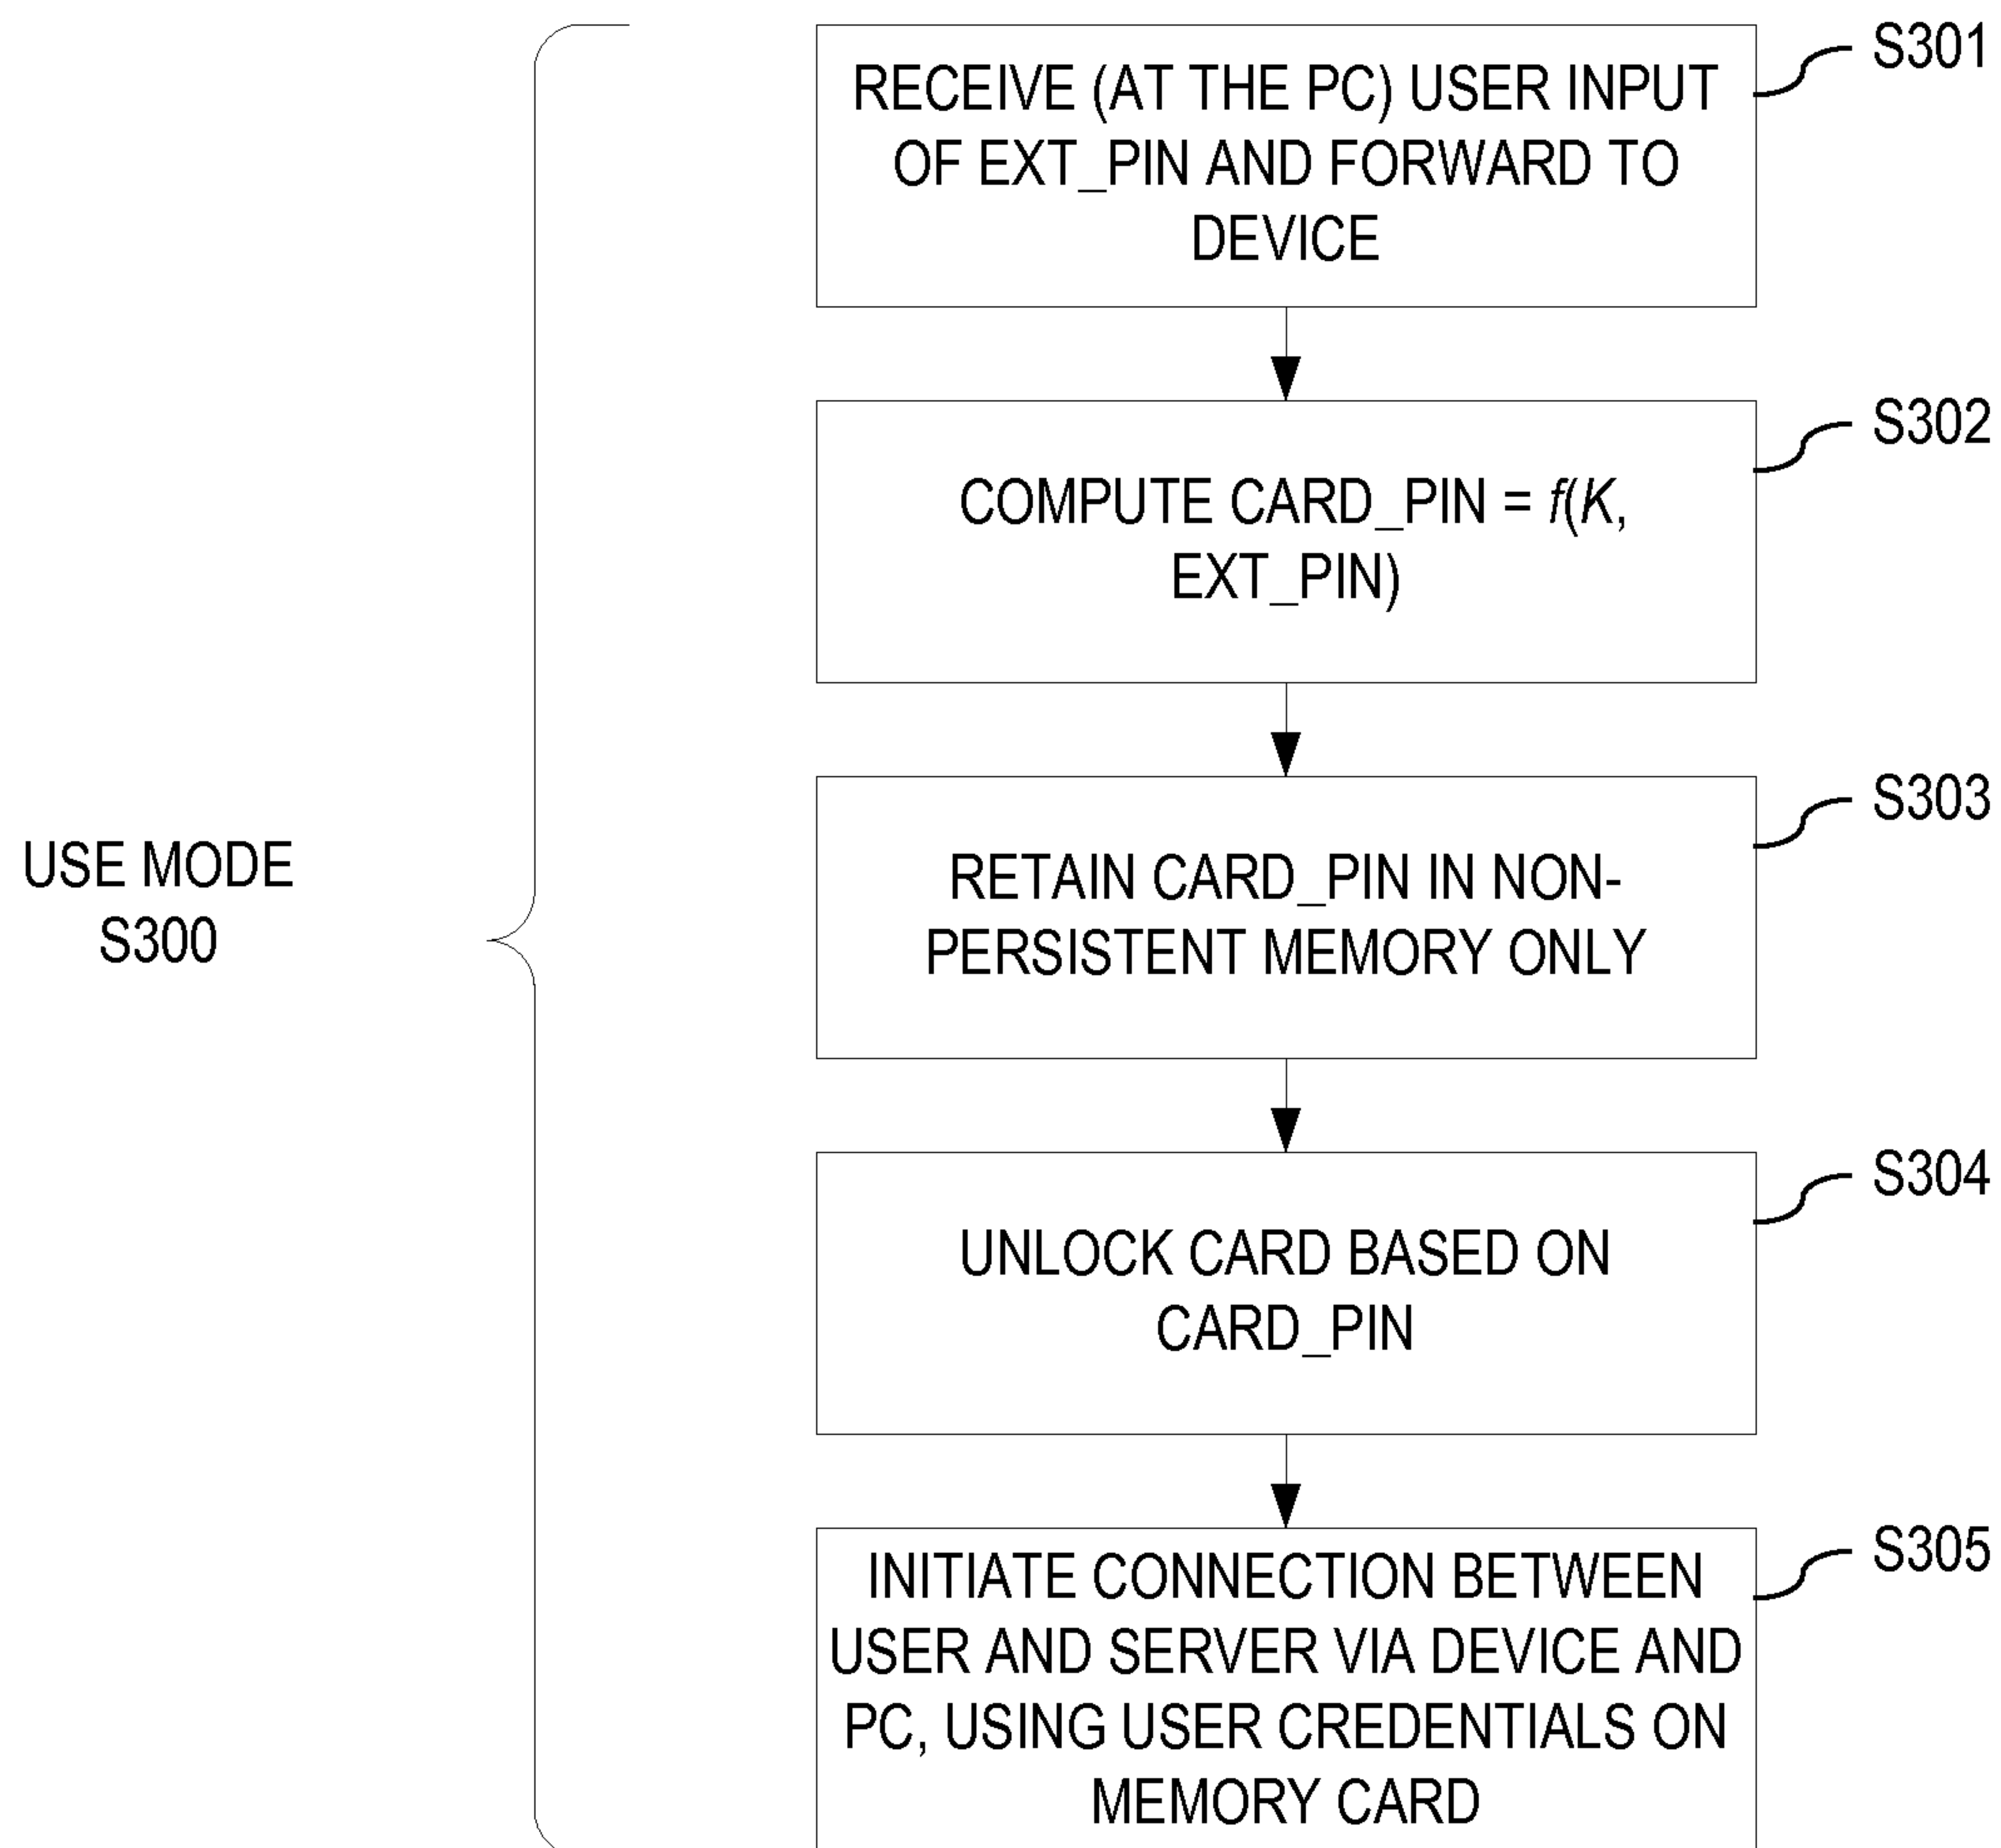 S301
RECEIVE (AT THE PC) USER INPUT
OF EXT_PIN AND FORWARD TO
DEVICE
S302
COMPUTE CARD_PIN = f(K,
EXT_PIN)
S303
RETAIN CARD_PIN IN NON-
PERSISTENT MEMORY ONLY
USE MODE
S300
S304
UNLOCK CARD BASED ON
CARD_PIN
S305
INITIATE CONNECTION BETWEEN
USER AND SERVER VIA DEVICE AND
PC, USING USER CREDENTIALS ON
MEMORY CARD